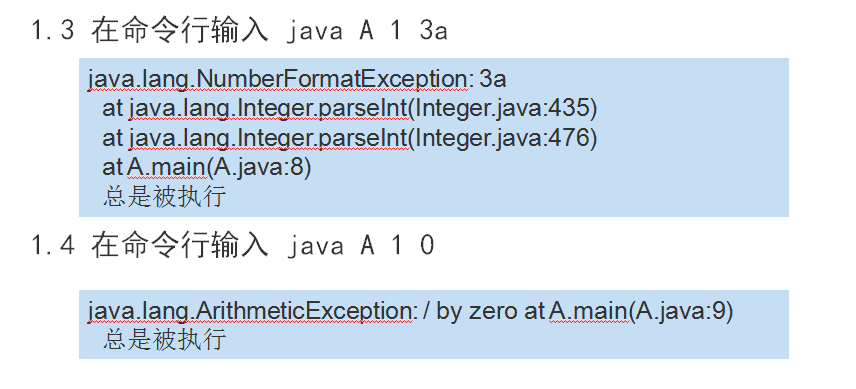 1.3 在命令行输入 java A 1 3a
java.lang.NumberFormatException: 3a
at java.lang.Integer.parseInt(Integer.java:435)
at java.lang.Integer.parseInt(Integer.java:476)
at A.main(A.java:8)
总是被执行
1.4 在命令行输入 java A 1 0
java.lang.ArithmeticException: / by zero at A.main(A.java:9)
总是被执行